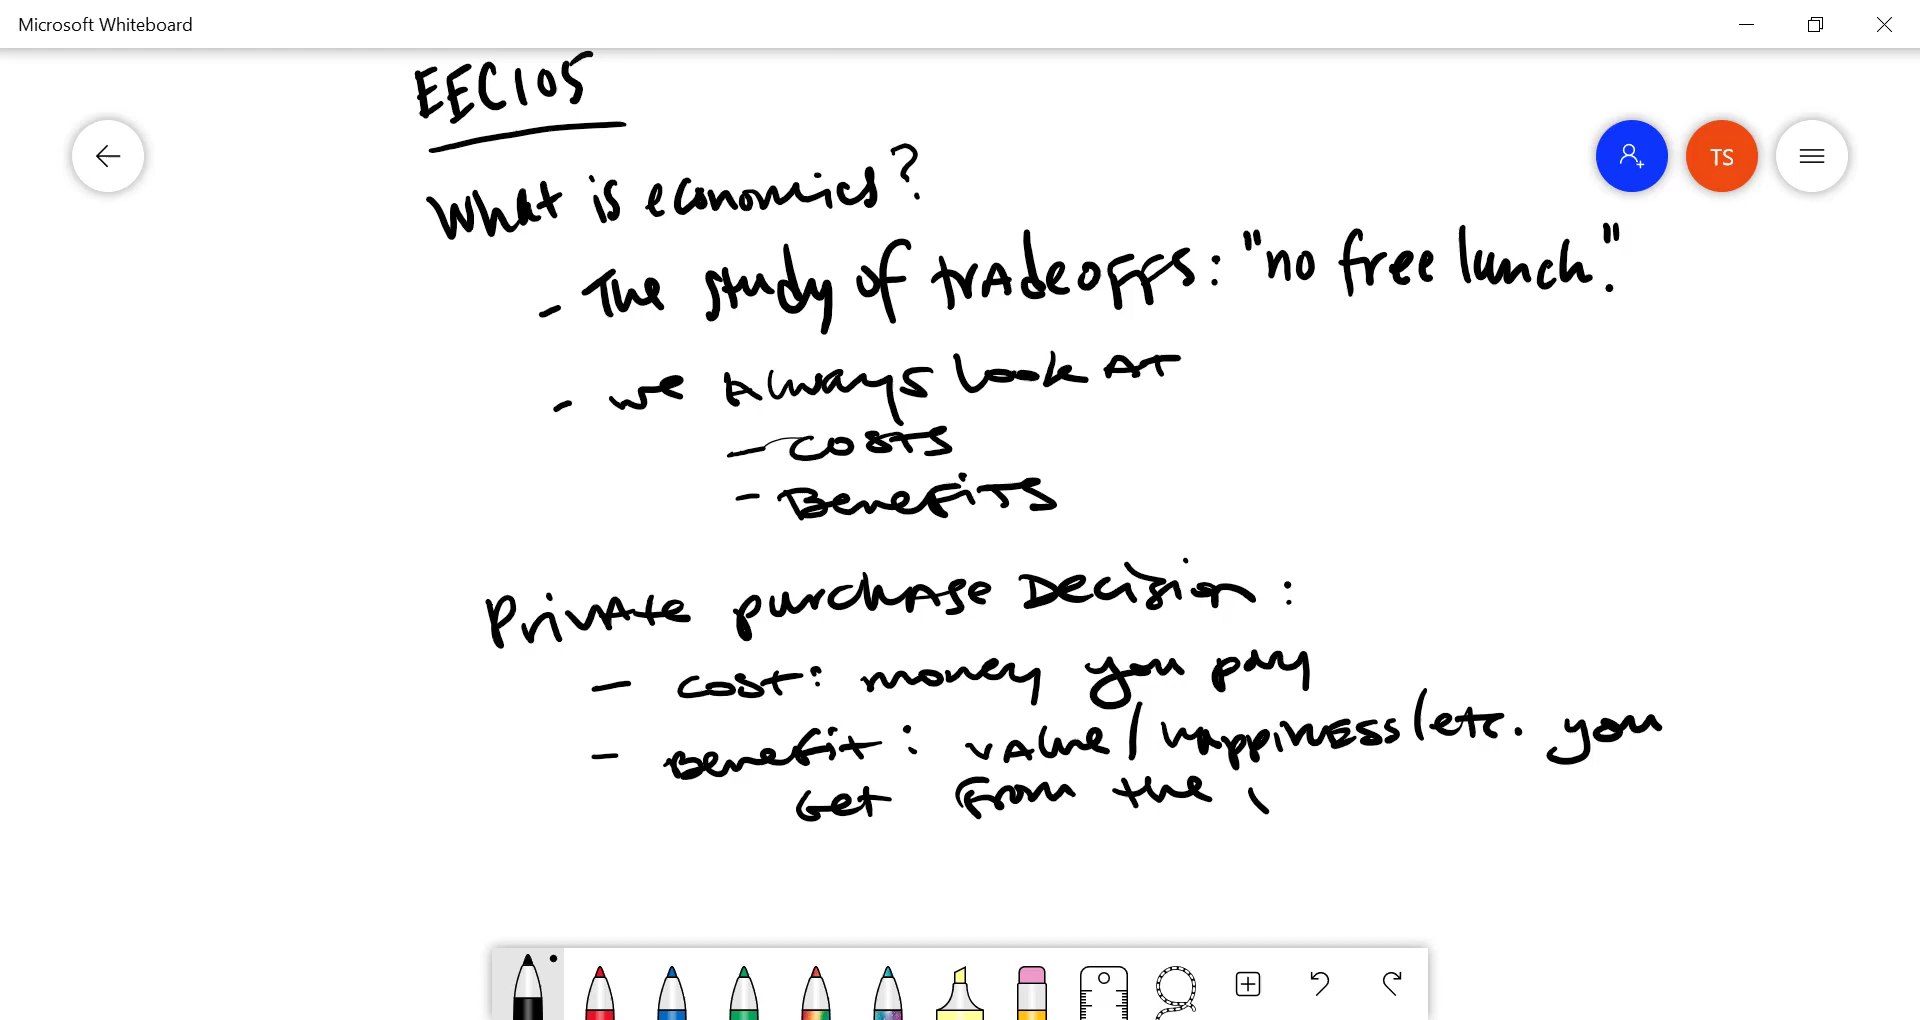 Microsoft Whiteboard
EEC105
What is economics?
TS
- The study of tradeoffs: "no free lunch."
- we Always look AT
- costs
- Benefits
Private purchase Decision:
- cost: money you pay
- Benefit: value/happiness/etc. you
Get From the